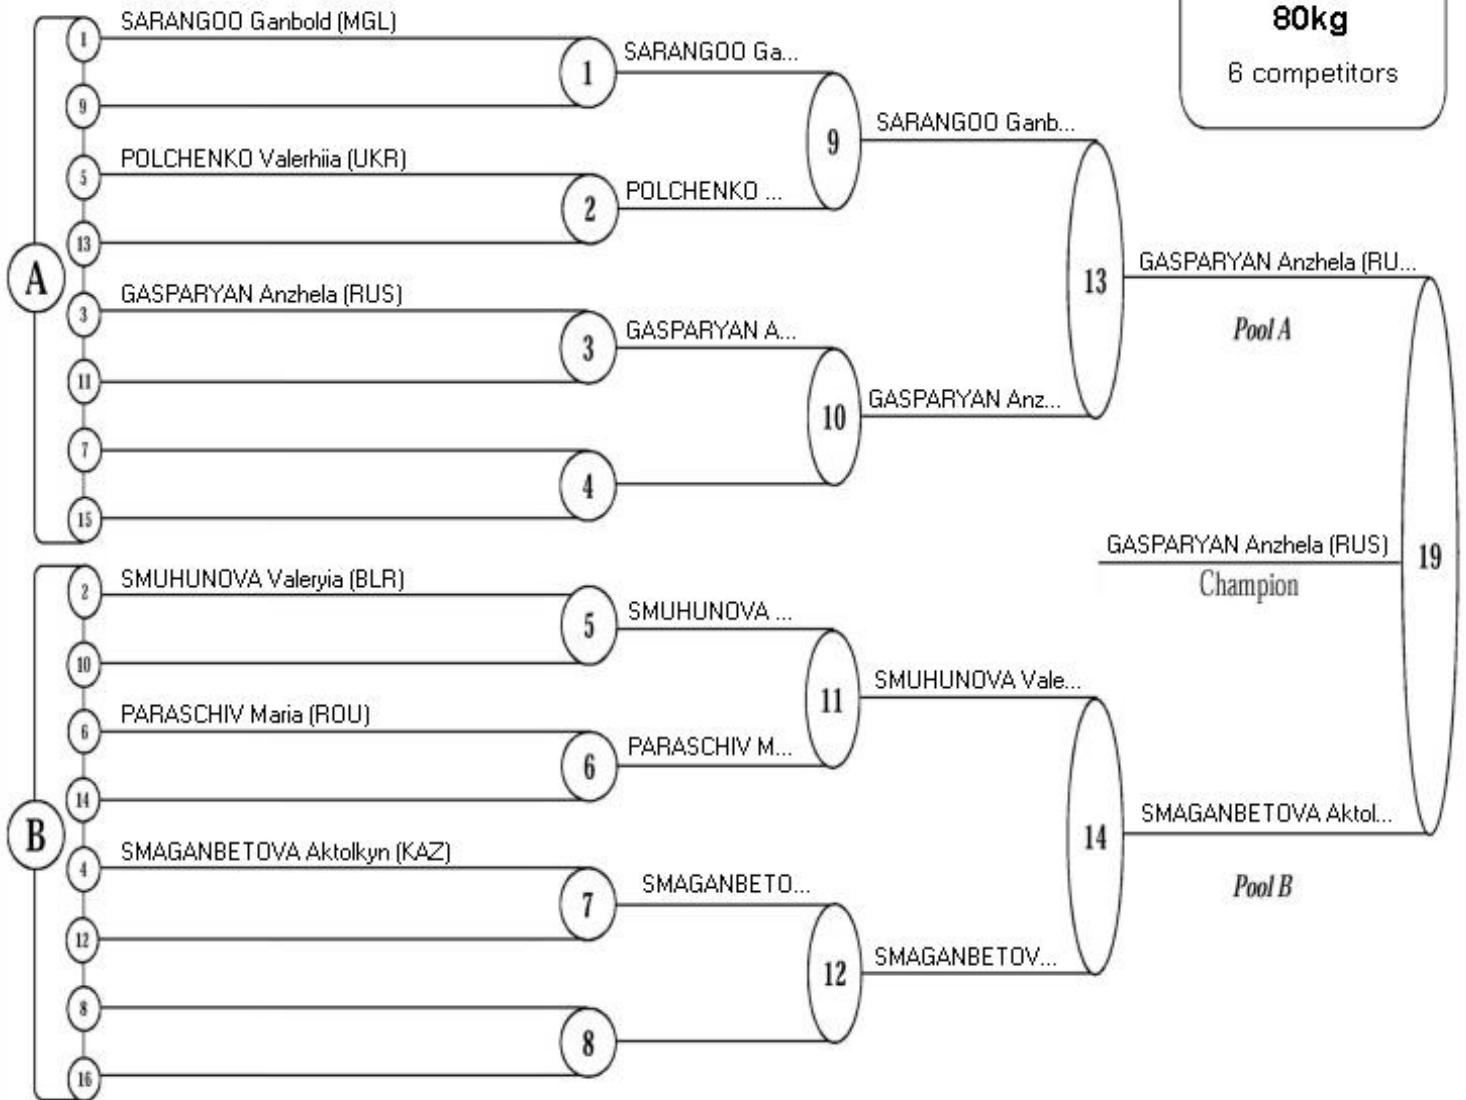 80kg
6 competitors
A
1
SARANGOO Ganbold (MGL)
9
1
SARANGOO Ga...
5
POLCHENKO Valerhiia (UKR)
13
2
POLCHENKO ...
9
SARANGOO Ganb...
3
GASPARYAN Anzhela (RUS)
11
3
GASPARYAN A...
7
15
4
10
GASPARYAN Anz...
13
GASPARYAN Anzhela (RU...
Pool A
B
2
SMUHUNOVA Valeryia (BLR)
10
5
SMUHUNOVA ...
6
PARASCHIV Maria (ROU)
14
6
PARASCHIV M...
11
SMUHUNOVA Vale...
4
SMAGANBETOVA Aktolkyn (KAZ)
12
7
SMAGANBETO...
8
16
8
12
SMAGANBETOV...
14
SMAGANBETOVA Aktol...
Pool B
19
GASPARYAN Anzhela (RUS)
Champion